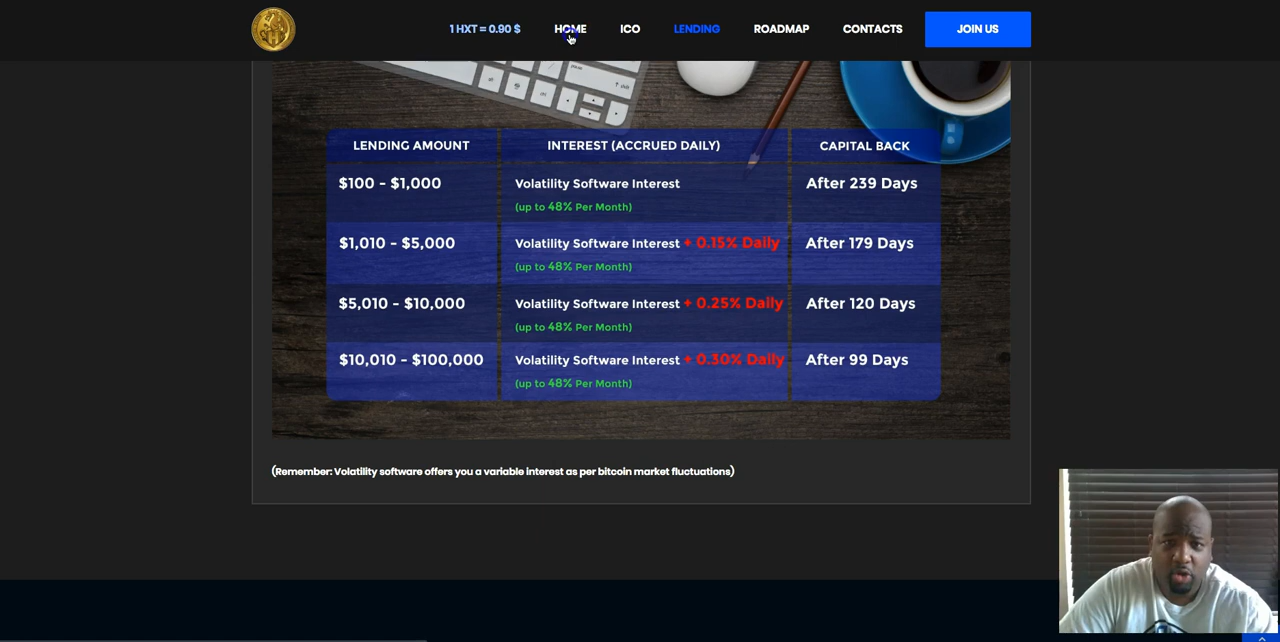 1 HXT = 0.90 $ HOME ICO LENDING ROADMAP CONTACTS JOIN US
LENDING AMOUNT INTEREST (ACCRUED DAILY) CAPITAL BACK
$100 - $1,000 Volatility Software Interest After 239 Days
(up to 48% Per Month)
$1,010 - $5,000 Volatility Software Interest + 0.15% Daily After 179 Days
(up to 48% Per Month)
$5,010 - $10,000 Volatility Software Interest + 0.25% Daily After 120 Days
(up to 48% Per Month)
$10,010 - $100,000 Volatility Software Interest + 0.30% Daily After 99 Days
(up to 48% Per Month)
(Remember: Volatility software offers you a variable interest as per bitcoin market fluctuations)